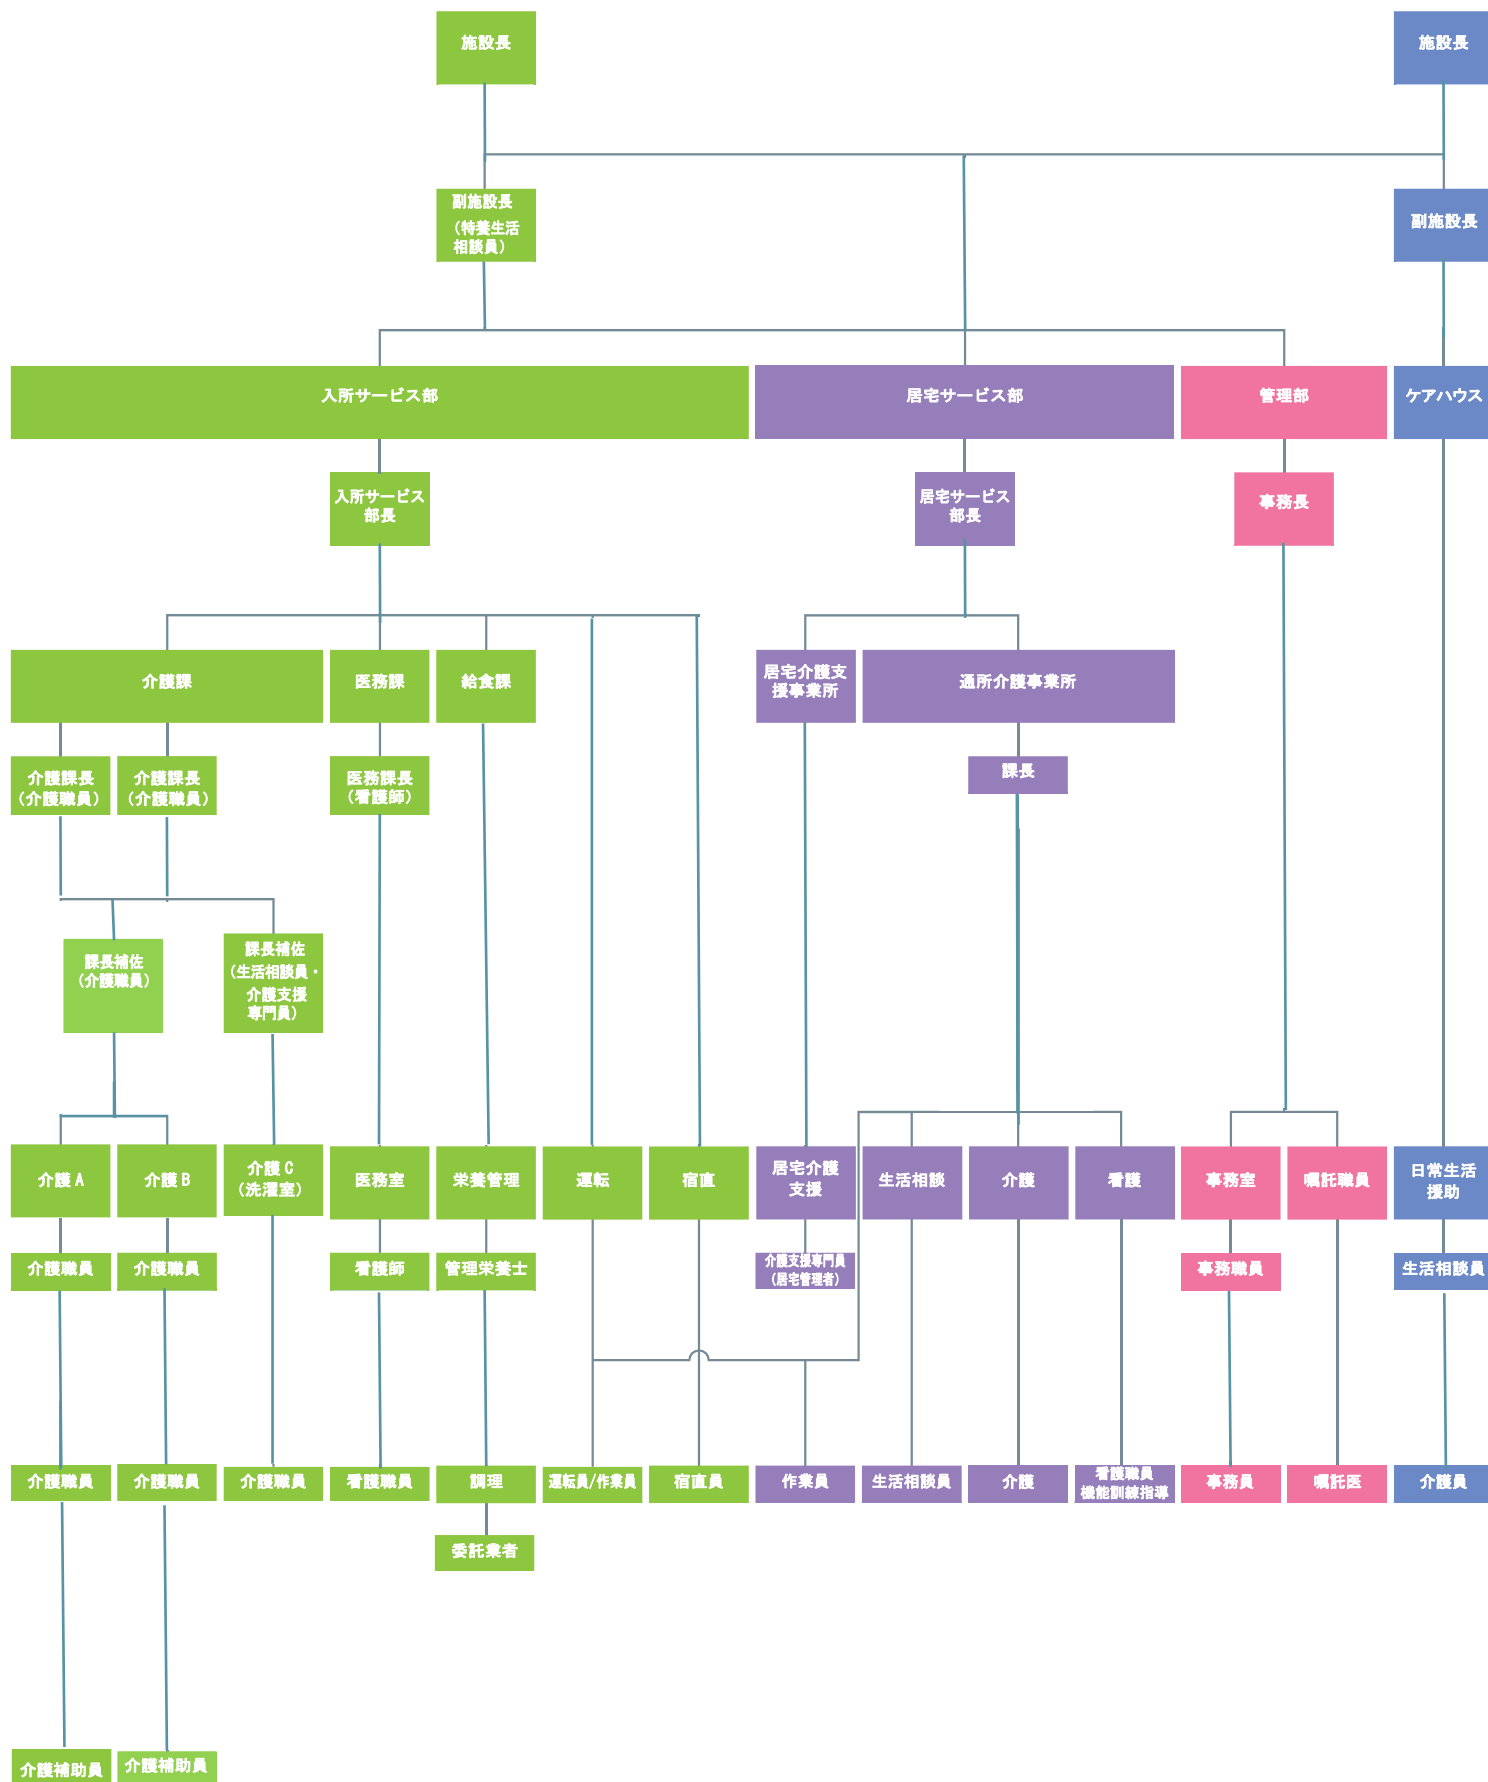 施設長
施設長
副施設長
（特養生活
相談員）
副施設長
入所サービス部
居宅サービス部
管理部
ケアハウス
入所サービス
部長
居宅サービス
部長
事務長
介護課
医務課
給食課
居宅介護支
援事業所
通所介護事業所
介護課長
（介護職員）
介護課長
（介護職員）
医務課長
（看護師）
課長
課長補佐
（介護職員）
課長補佐
（生活相談員・
介護支援
専門員）
介護 A
介護 B
介護 C
（洗濯室）
医務室
栄養管理
運転
宿直
居宅介護
支援
生活相談
介護
看護
事務室
嘱託職員
日常生活
援助
介護職員
介護職員
看護師
管理栄養士
介護支援専門員
（居宅管理者）
事務職員
生活相談員
介護職員
介護職員
介護職員
看護職員
調理
運転員/作業員
宿直員
作業員
生活相談員
介護
看護職員
機能訓練指導
事務員
嘱託医
介護員
委託業者
介護補助員
介護補助員